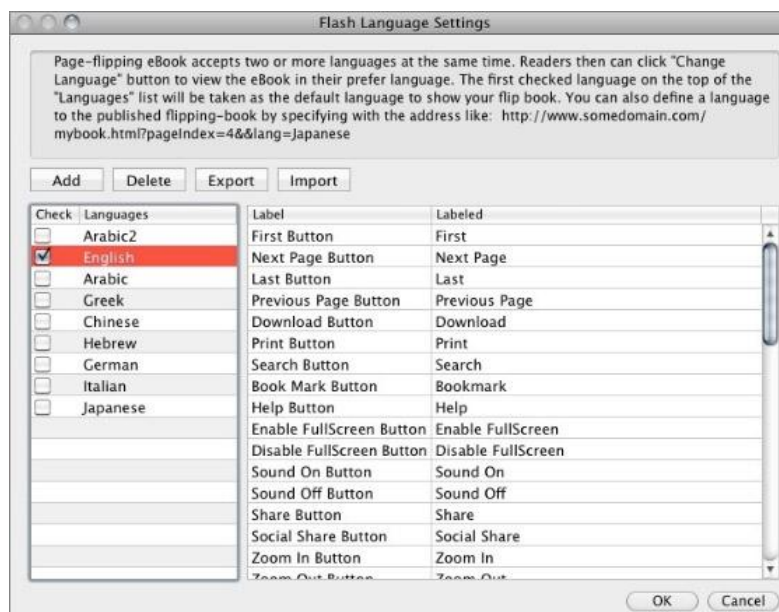 Flash Language Settings
Page-flipping eBook accepts two or more languages at the same time. Readers then can click "Change
Language" button to view the eBook in their prefer language. The first checked language on the top of the
"Languages" list will be taken as the default language to show your flip book. You can also define a language
to the published flipping-book by specifying with the address like:  http://www.somedomain.com/
mybook.html?pageIndex=4&&lang=Japanese
Add Delete Export Import
Check Languages Label Labeled
Arabic2 First Button First
English Next Page Button Next Page
Arabic Last Button Last
Greek Previous Page Button Previous Page
Chinese Download Button Download
Hebrew Print Button Print
German Search Button Search
Italian Book Mark Button Bookmark
Japanese Help Button Help
Enable FullScreen Button Enable FullScreen
Disable FullScreen Button Disable FullScreen
Sound On Button Sound On
Sound Off Button Sound Off
Share Button Share
Social Share Button Social Share
Zoom In Button Zoom In
Zoom Out Button Zoom Out
OK Cancel